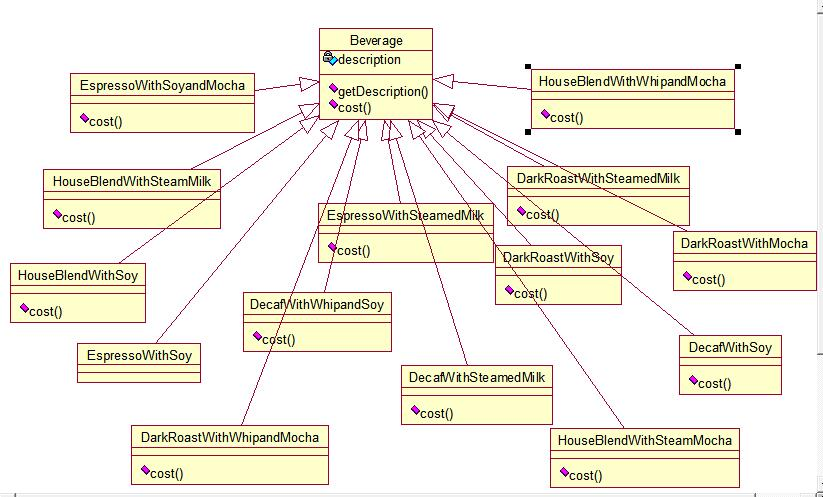 Beverage
description
getDescription()
cost()
EspressoWithSoyandMocha
cost()
HouseBlendWithWhipandMocha
cost()
HouseBlendWithSteamMilk
cost()
DarkRoastWithSteamedMilk
cost()
EspressoWithSteamedMilk
cost()
DarkRoastWithMocha
cost()
DarkRoastWithSoy
cost()
HouseBlendWithSoy
cost()
DecafWithWhipandSoy
cost()
EspressoWithSoy
DecafWithSoy
cost()
DecafWithSteamedMilk
cost()
DarkRoastWithWhipandMocha
cost()
HouseBlendWithSteamMocha
cost()